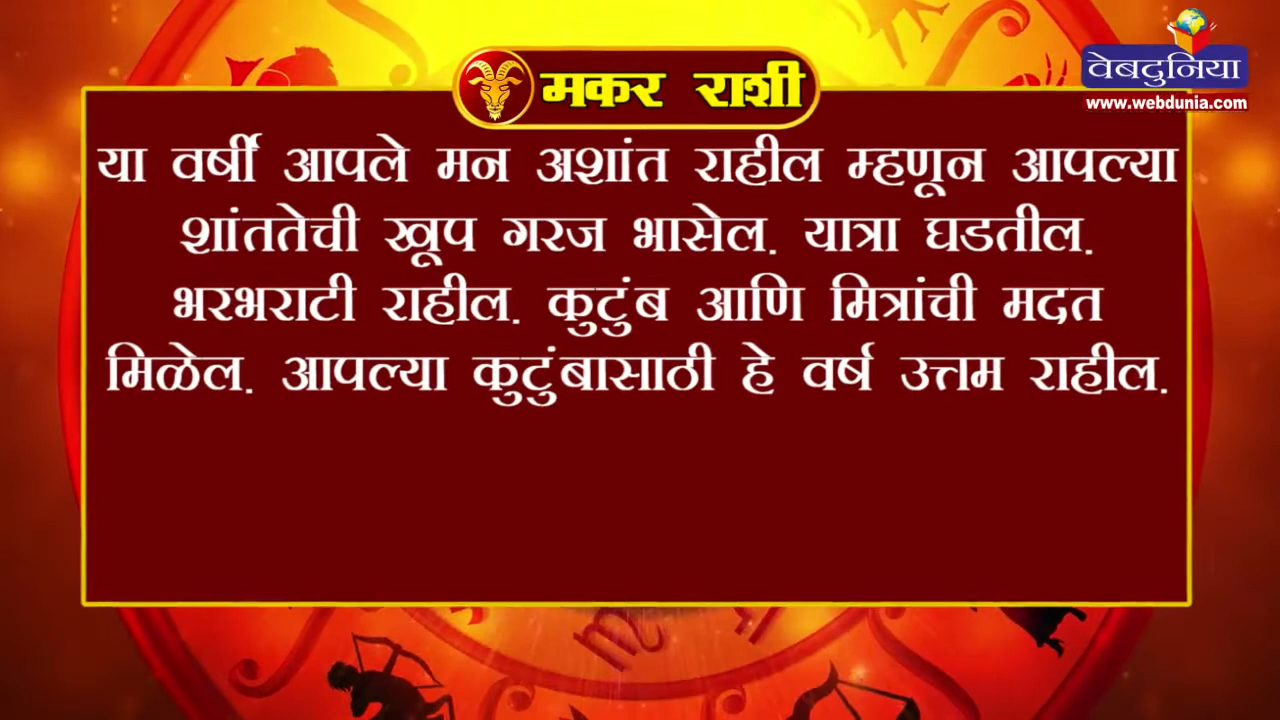 वेबदुनिया
www.webdunia.com
मकर राशी
या वर्षी आपले मन अशांत राहील म्हणून आपल्या
शांततेची खूप गरज भासेल. यात्रा घडतील.
भरभराटी राहील. कुटुंब आणि मित्रांची मदत
मिळेल. आपल्या कुटुंबासाठी हे वर्ष उत्तम राहील.